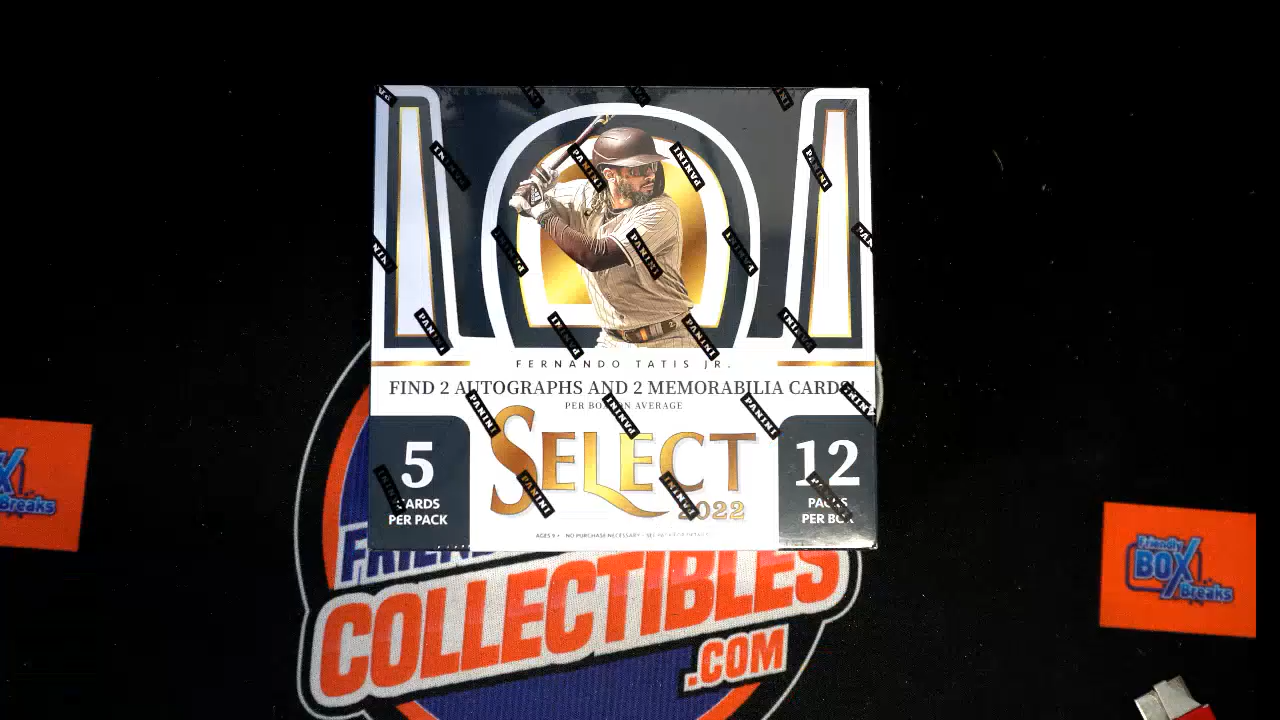 PANINI
FERNANDO TATIS JR.
FIND 2 AUTOGRAPHS AND 2 MEMORABILIA CARDS!
PER BOX ON AVERAGE
SELECT
2022
5
CARDS
PER PACK
12
PACKS
PER BOX
COLLECTIBLES
.COM
Breaks
Friendly
BOX
Breaks